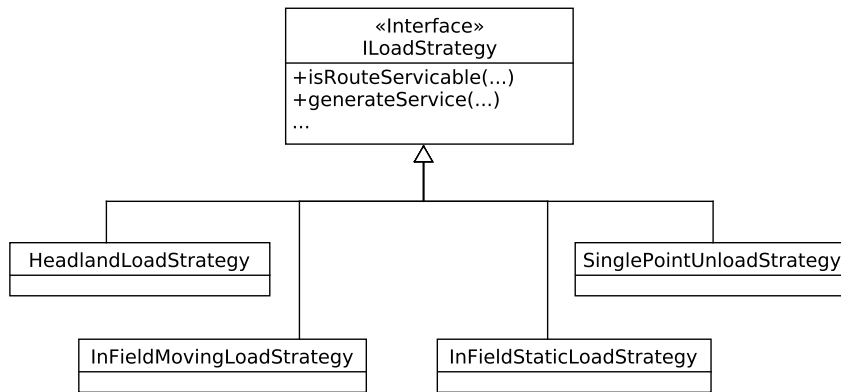 «Interface»
ILoadStrategy
+isRouteServicable(...)
+generateService(...)
...
HeadlandLoadStrategy
SinglePointUnloadStrategy
InFieldMovingLoadStrategy
InFieldStaticLoadStrategy